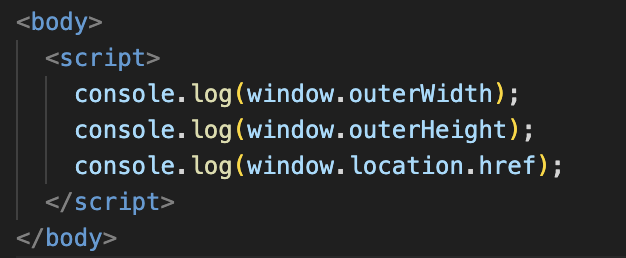 <body>
<script>
console.log(window.outerWidth);
console.log(window.outerHeight);
console.log(window.location.href);
</script>
</body>